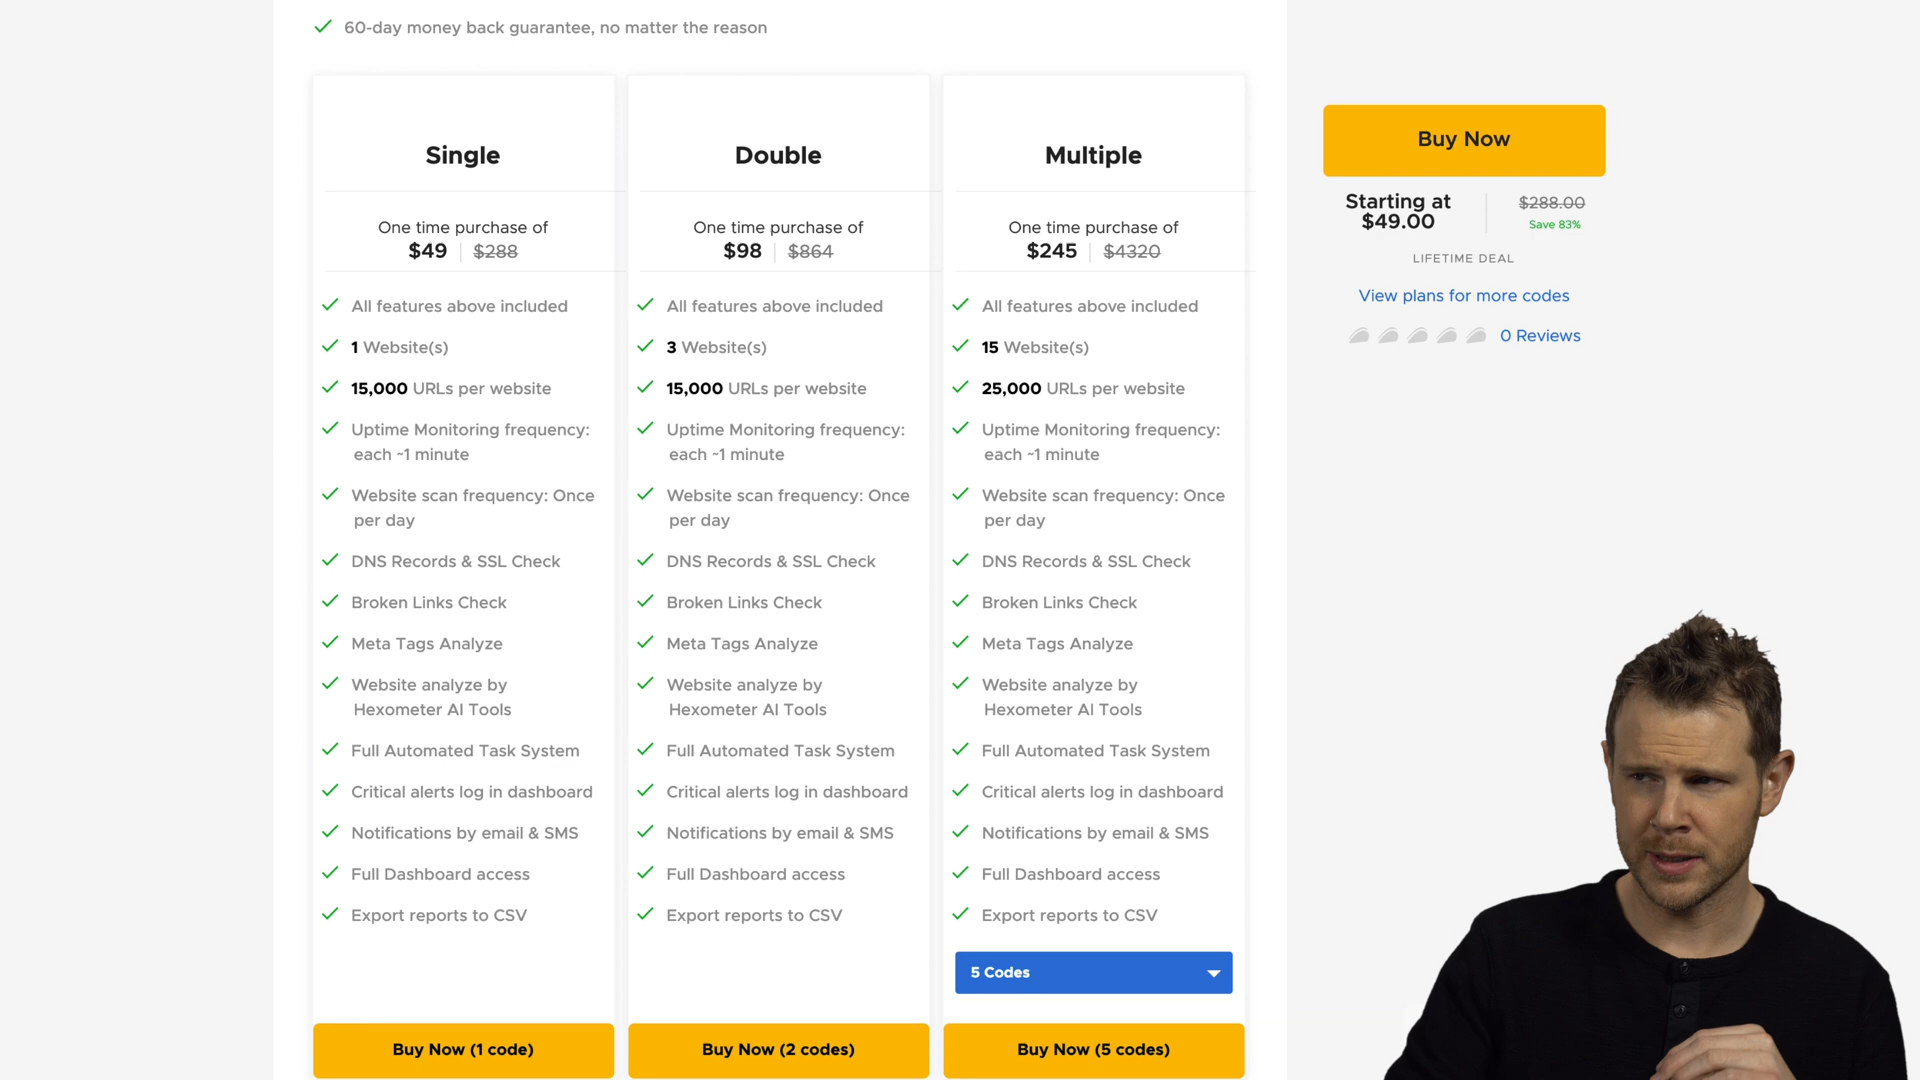 60-day money back guarantee, no matter the reason
Single
One time purchase of
$49 $288
All features above included
1 Website(s)
15,000 URLs per website
Uptime Monitoring frequency:
each ~1 minute
Website scan frequency: Once
per day
DNS Records & SSL Check
Broken Links Check
Meta Tags Analyze
Website analyze by
Hexometer AI Tools
Full Automated Task System
Critical alerts log in dashboard
Notifications by email & SMS
Full Dashboard access
Export reports to CSV
Buy Now (1 code)
Double
One time purchase of
$98 $864
All features above included
3 Website(s)
15,000 URLs per website
Uptime Monitoring frequency:
each ~1 minute
Website scan frequency: Once
per day
DNS Records & SSL Check
Broken Links Check
Meta Tags Analyze
Website analyze by
Hexometer AI Tools
Full Automated Task System
Critical alerts log in dashboard
Notifications by email & SMS
Full Dashboard access
Export reports to CSV
Buy Now (2 codes)
Multiple
One time purchase of
$245 $4320
All features above included
15 Website(s)
25,000 URLs per website
Uptime Monitoring frequency:
each ~1 minute
Website scan frequency: Once
per day
DNS Records & SSL Check
Broken Links Check
Meta Tags Analyze
Website analyze by
Hexometer AI Tools
Full Automated Task System
Critical alerts log in dashboard
Notifications by email & SMS
Full Dashboard access
Export reports to CSV
5 Codes
Buy Now (5 codes)
Buy Now
Starting at
$49.00
$288.00
Save 83%
LIFETIME DEAL
View plans for more codes
0 Reviews